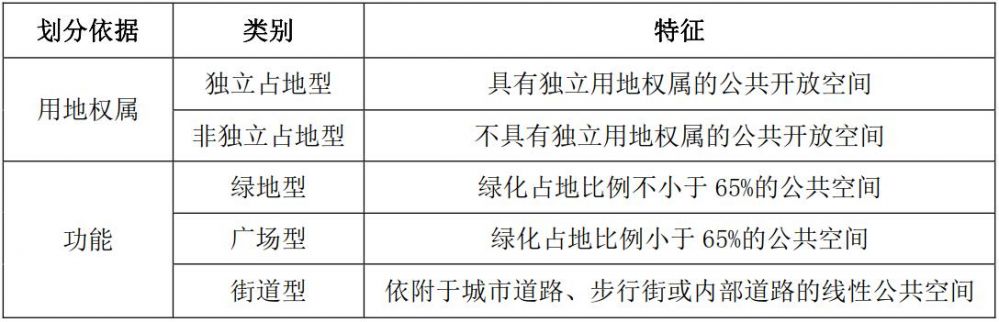 划分依据 类别 特征
用地权属 独立占地型 具有独立用地权属的公共开放空间
非独立占地型 不具有独立用地权属的公共开放空间
功能 绿地型 绿化占地比例不小于 65%的公共空间
广场型 绿化占地比例小于 65%的公共空间
街道型 依附于城市道路、步行街或内部道路的线性公共空间